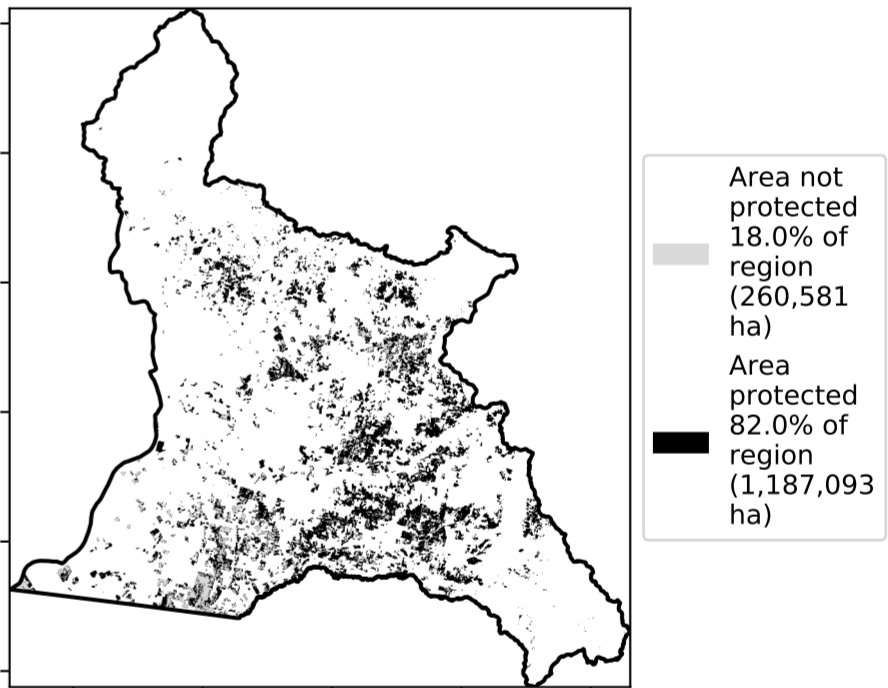 Area not
protected
18.0% of
region
(260,581
ha)
Area
protected
82.0% of
region
(1,187,093
ha)